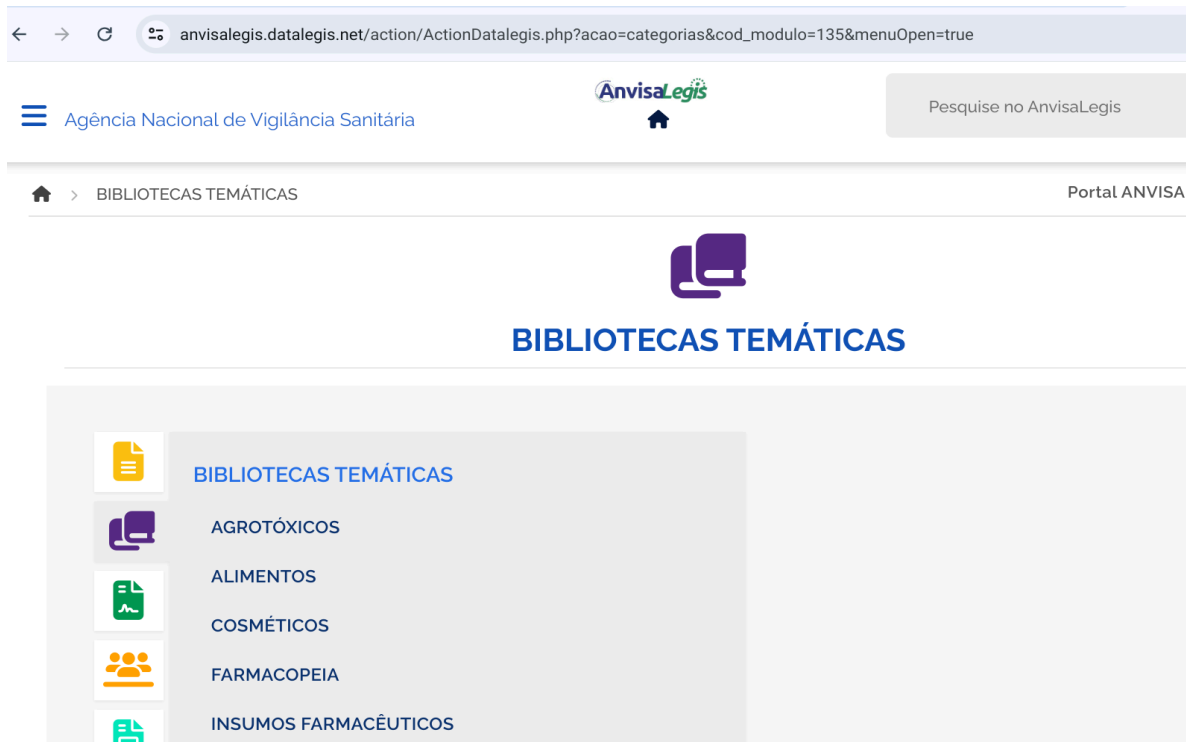 anvisalegis.datalegis.net/action/ActionDatalegis.php?acao=categorias&cod_modulo=135&menuOpen=true
Agência Nacional de Vigilância Sanitária
AnvisaLegis
Pesquise no AnvisaLegis
> BIBLIOTECAS TEMÁTICAS
Portal ANVISA
BIBLIOTECAS TEMÁTICAS
BIBLIOTECAS TEMÁTICAS
AGROTÓXICOS
ALIMENTOS
COSMÉTICOS
FARMACOPEIA
INSUMOS FARMACÊUTICOS